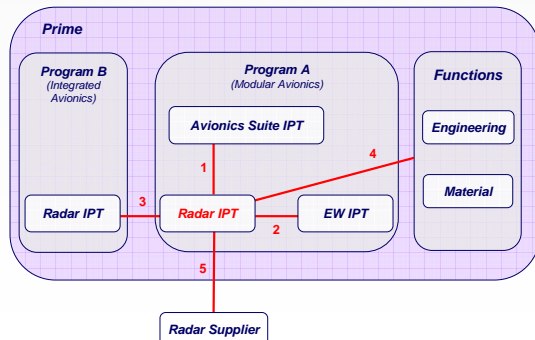 Prime
Program B
(Integrated
Avionics)
Program A
(Modular Avionics)
Functions
Avionics Suite IPT
Engineering
1
4
Material
3
Radar IPT
Radar IPT
EW IPT
2
5
Radar Supplier